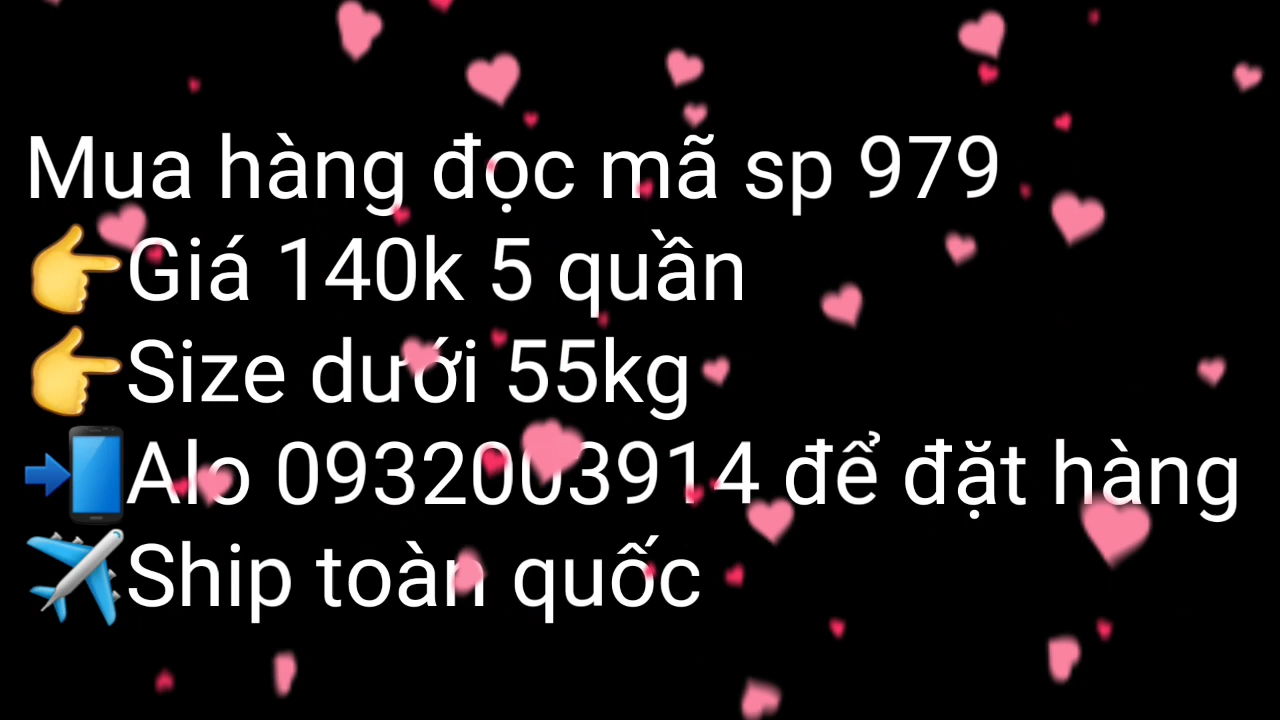 Mua hàng đọc mã sp 979
👉Giá 140k 5 quần
👉Size dưới 55kg
📲Alo 0932003914 để đặt hàng
✈️Ship toàn quốc